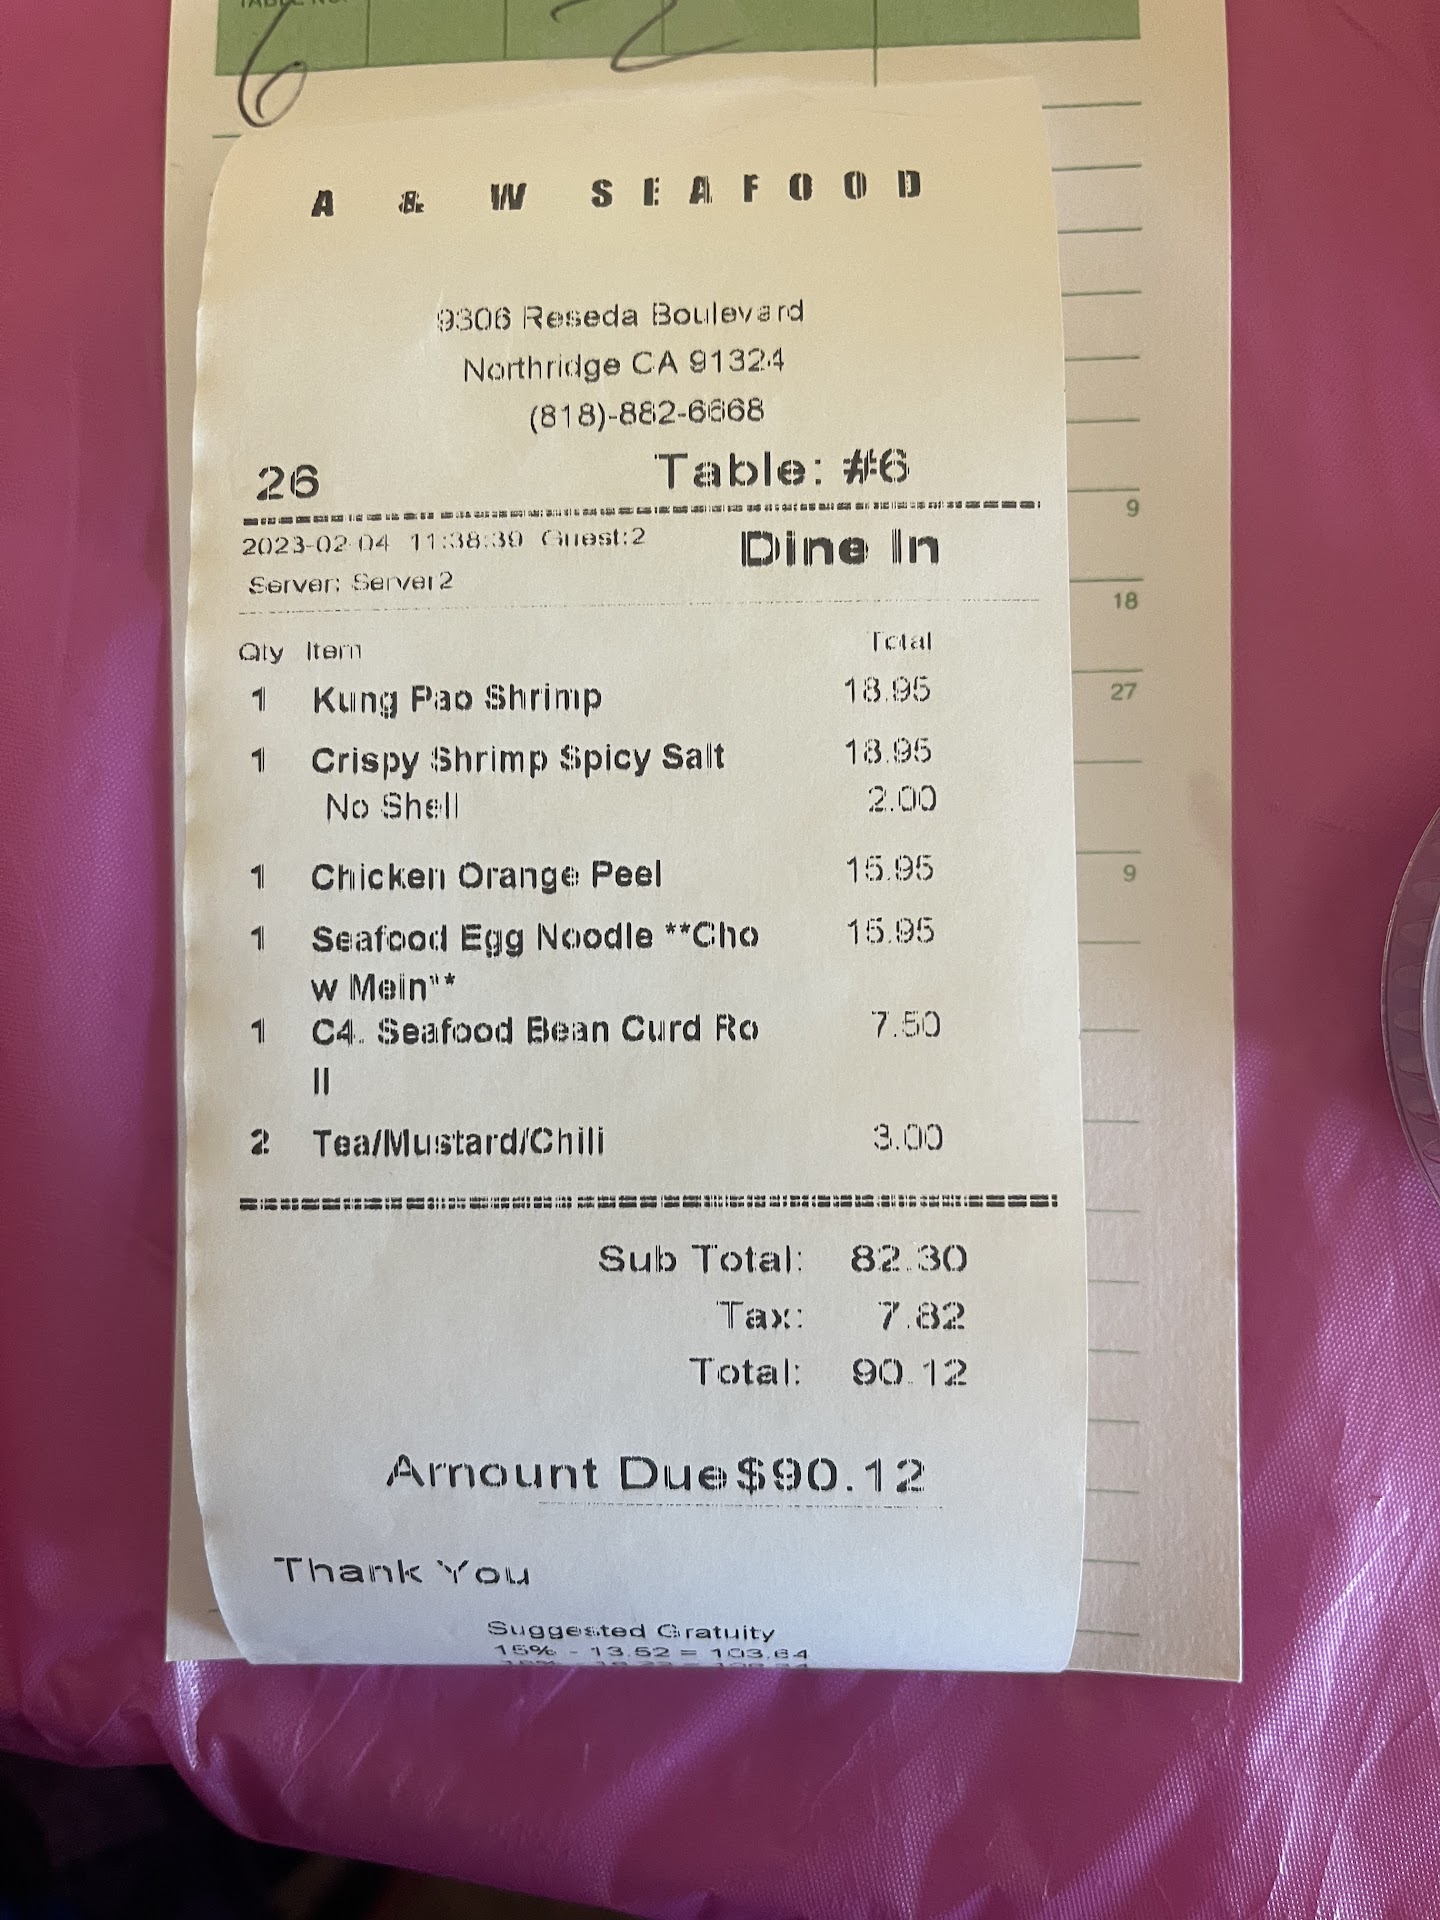 TABLE NO.
6 2
A & W SEAFOOD
9306 Reseda Boulevard
Northridge CA 91324
(818)-882-6668
26 Table: #6
2023-02-04 11:38:39 Guest:2 Dine In
Server: Server2
Qty Item Total
1 Kung Pao Shrimp 18.95
1 Crispy Shrimp Spicy Salt 18.95
No Shell 2.00
1 Chicken Orange Peel 15.95
1 Seafood Egg Noodle **Cho 15.95
w Mein**
1 C4. Seafood Bean Curd Ro 7.50
ll
2 Tea/Mustard/Chili 3.00
Sub Total: 82.30
Tax: 7.82
Total: 90.12
Amount Due $90.12
Thank You
Suggested Gratuity
15% - 13.52 = 103.64
9
18
27
9